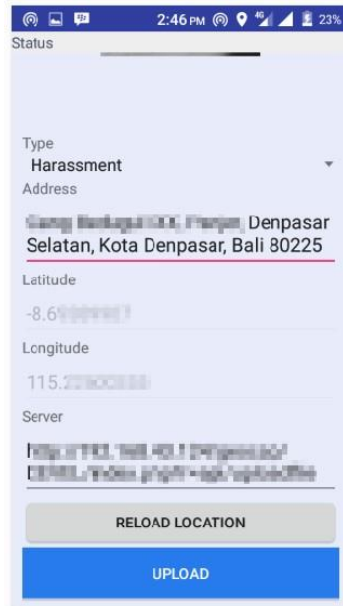 2:46 PM 4G 23%
Status
Type
Harassment
Address
Denpasar
Selatan, Kota Denpasar, Bali 80225
Latitude
-8.6
Longitude
115.2
Server
RELOAD LOCATION
UPLOAD